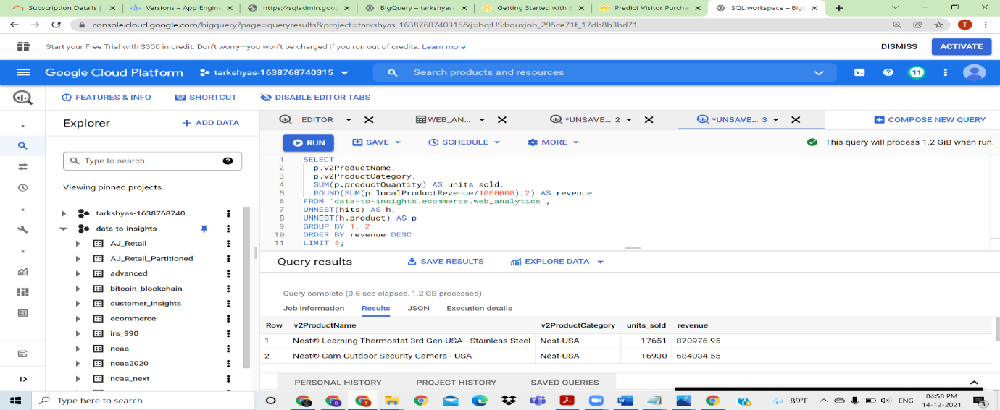 Subscription Details |
Versions – App Engine
https://sqladmin.goog
BigQuery – tarkshyas-
Getting Started with B
Predict Visitor Purcha
SQL workspace – Big
console.cloud.google.com/bigquery?page=queryresults&project=tarkshyas-1638768740315&j=bq:US:bquxjob_295ce71f_17db8b3bd71
T
Start your Free Trial with $300 in credit. Don't worry—you won't be charged if you run out of credits. Learn more
DISMISS
ACTIVATE
Google Cloud Platform
tarkshyas-1638768740315
Search products and resources
11
FEATURES & INFO
SHORTCUT
DISABLE EDITOR TABS
Explorer
+ ADD DATA
Type to search
Viewing pinned projects.
tarkshyas-1638768740...
data-to-insights
AJ_Retail
AJ_Retail_Partitioned
advanced
bitcoin_blockchain
customer_insights
ecommerce
irs_990
ncaa
ncaa2020
ncaa_next
EDITOR
WEB_AN...
*UNSAVE... 2
*UNSAVE... 3
COMPOSE NEW QUERY
RUN
SAVE
SCHEDULE
MORE
This query will process 1.2 GiB when run.
1 SELECT
2 p.v2ProductName,
3 p.v2ProductCategory,
4 SUM(p.productQuantity) AS units_sold,
5 ROUND(SUM(p.localProductRevenue/1000000),2) AS revenue
6 FROM `data-to-insights.ecommerce.web_analytics`,
7 UNNEST(hits) AS h,
8 UNNEST(h.product) AS p
9 GROUP BY 1, 2
10 ORDER BY revenue DESC
11 LIMIT 5;
Query results
SAVE RESULTS
EXPLORE DATA
Query complete (0.6 sec elapsed, 1.2 GB processed)
Job information Results JSON Execution details
Row v2ProductName v2ProductCategory units_sold revenue
1 Nest® Learning Thermostat 3rd Gen-USA - Stainless Steel Nest-USA 17651 870976.95
2 Nest® Cam Outdoor Security Camera - USA Nest-USA 16930 684034.55
PERSONAL HISTORY PROJECT HISTORY SAVED QUERIES
Type here to search
89°F
ENG
04:58 PM
14-12-2021
3